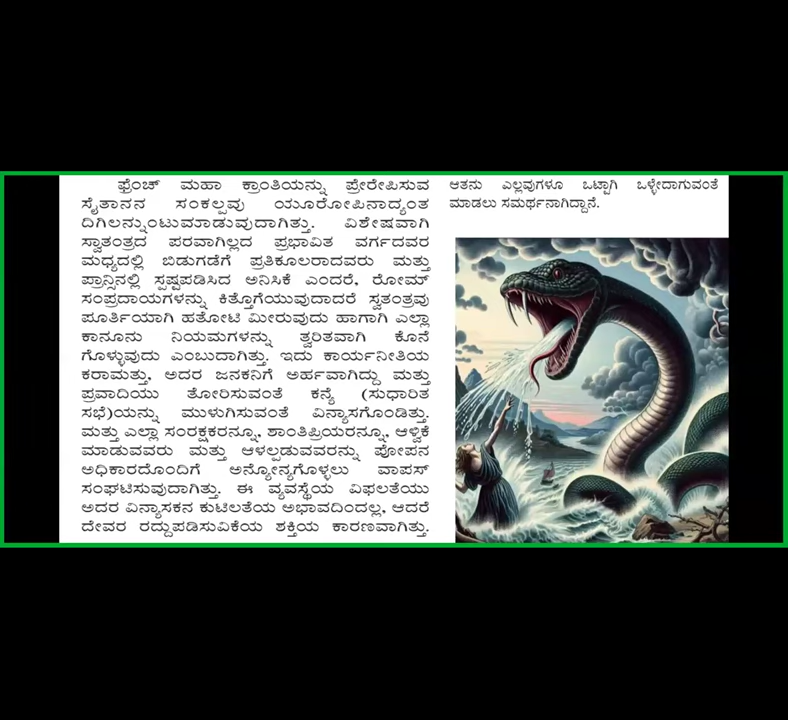 ಫ್ರೆಂಚ್ ಮಹಾ ಕ್ರಾಂತಿಯನ್ನು ಪ್ರೇರೇಪಿಸುವ
ಸೈತಾನನ ಸಂಕಲ್ಪವು ಯೂರೋಪಿನಾದ್ಯಂತ
ದಿಗಿಲನ್ನುಂಟುಮಾಡುವುದಾಗಿತ್ತು. ವಿಶೇಷವಾಗಿ
ಸ್ವಾತಂತ್ರದ ಪರವಾಗಿಲ್ಲದ ಪ್ರಭಾವಿತ ವರ್ಗದವರ
ಮಧ್ಯದಲ್ಲಿ ಬಿಡುಗಡೆಗೆ ಪ್ರತಿಕೂಲರಾದವರು ಮತ್ತು
ಫ್ರಾನ್ಸಿನಲ್ಲಿ ಸ್ಪಷ್ಟಪಡಿಸಿದ ಅನಿಸಿಕೆ ಎಂದರೆ, ರೋಮ್
ಸಂಪ್ರದಾಯಗಳನ್ನು ಕಿತ್ತೊಗೆಯುವುದಾದರೆ ಸ್ವತಂತ್ರವು
ಪೂರ್ತಿಯಾಗಿ ಹತೋಟಿ ಮೀರುವುದು ಹಾಗಾಗಿ ಎಲ್ಲಾ
ಕಾನೂನು ನಿಯಮಗಳನ್ನು ತ್ವರಿತವಾಗಿ ಕೊನೆ
ಗೊಳ್ಳುವುದು ಎಂಬುದಾಗಿತ್ತು. ಇದು ಕಾರ್ಯನೀತಿಯ
ಕರಾಮತ್ತು, ಅದರ ಜನಕನಿಗೆ ಅರ್ಹವಾಗಿದ್ದು ಮತ್ತು
ಪ್ರವಾದಿಯು ತೋರಿಸುವಂತೆ ಕನ್ಯೆ (ಸುಧಾರಿತ
ಸಭೆ)ಯನ್ನು ಮುಳುಗಿಸುವಂತೆ ವಿನ್ಯಾಸಗೊಂಡಿತ್ತು.
ಮತ್ತು ಎಲ್ಲಾ ಸಂರಕ್ಷಕರನ್ನೂ, ಶಾಂತಿಪ್ರಿಯರನ್ನೂ, ಆಳ್ವಿಕೆ
ಮಾಡುವವರು ಮತ್ತು ಆಳಲ್ಪಡುವವರನ್ನು ಪೋಪನ
ಅಧಿಕಾರದೊಂದಿಗೆ ಅನ್ಯೋನ್ಯಗೊಳ್ಳಲು ವಾಪಸ್
ಸಂಘಟಿಸುವುದಾಗಿತ್ತು. ಈ ವ್ಯವಸ್ಥೆಯ ವಿಫಲತೆಯು
ಅದರ ವಿನ್ಯಾಸಕನ ಕುಟಿಲತೆಯ ಅಭಾವದಿಂದಲ್ಲ, ಆದರೆ
ದೇವರ ರದ್ದುಪಡಿಸುವಿಕೆಯ ಶಕ್ತಿಯ ಕಾರಣವಾಗಿತ್ತು.
ಆತನು ಎಲ್ಲವುಗಳೂ ಒಟ್ಟಾಗಿ ಒಳ್ಳೇದಾಗುವಂತೆ
ಮಾಡಲು ಸಮರ್ಥನಾಗಿದ್ದಾನೆ.